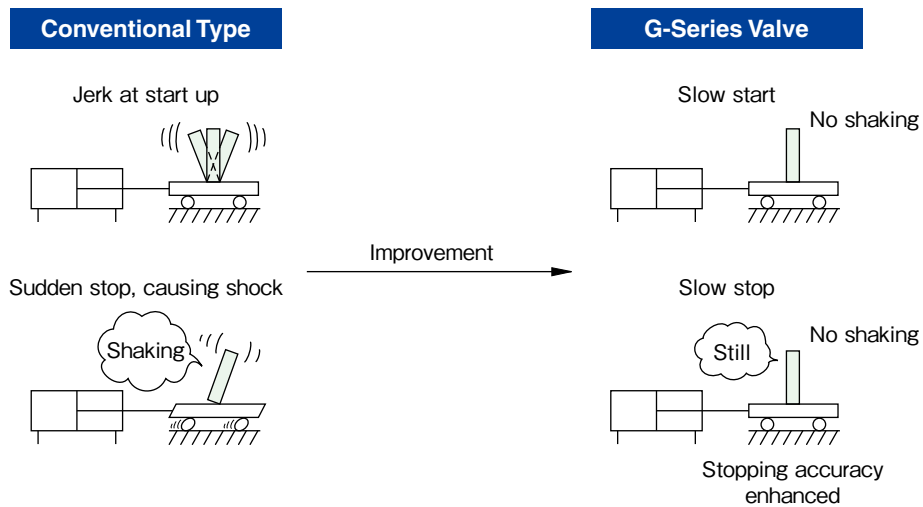 Conventional Type
Jerk at start up
Sudden stop, causing shock
Shaking
Improvement
G-Series Valve
Slow start
No shaking
Slow stop
No shaking
Still
Stopping accuracy
enhanced